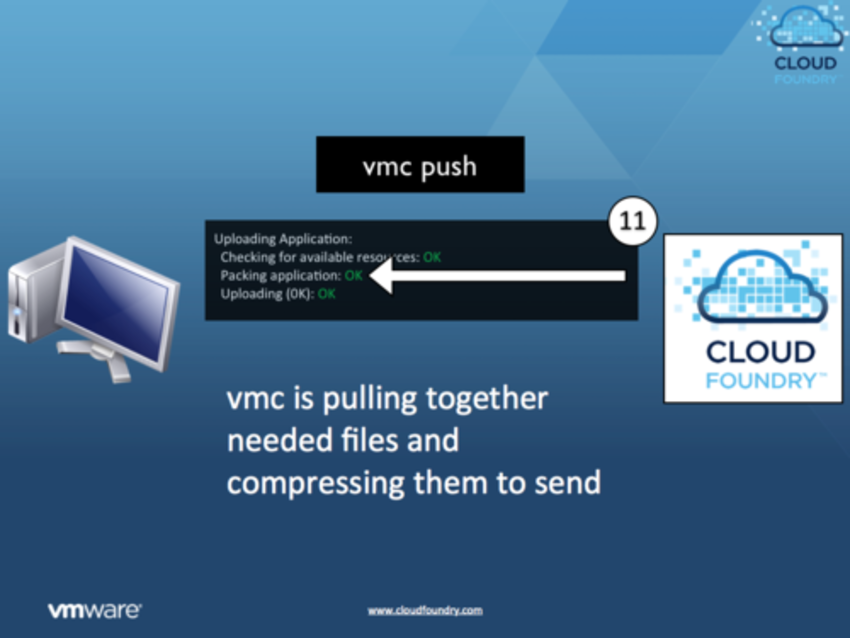 CLOUD
FOUNDRY™
vmc push
11
Uploading Application:
Checking for available resources: OK
Packing application: OK
Uploading (0K): OK
CLOUD
FOUNDRY™
vmc is pulling together
needed files and
compressing them to send
vmware®
www.cloudfoundry.com